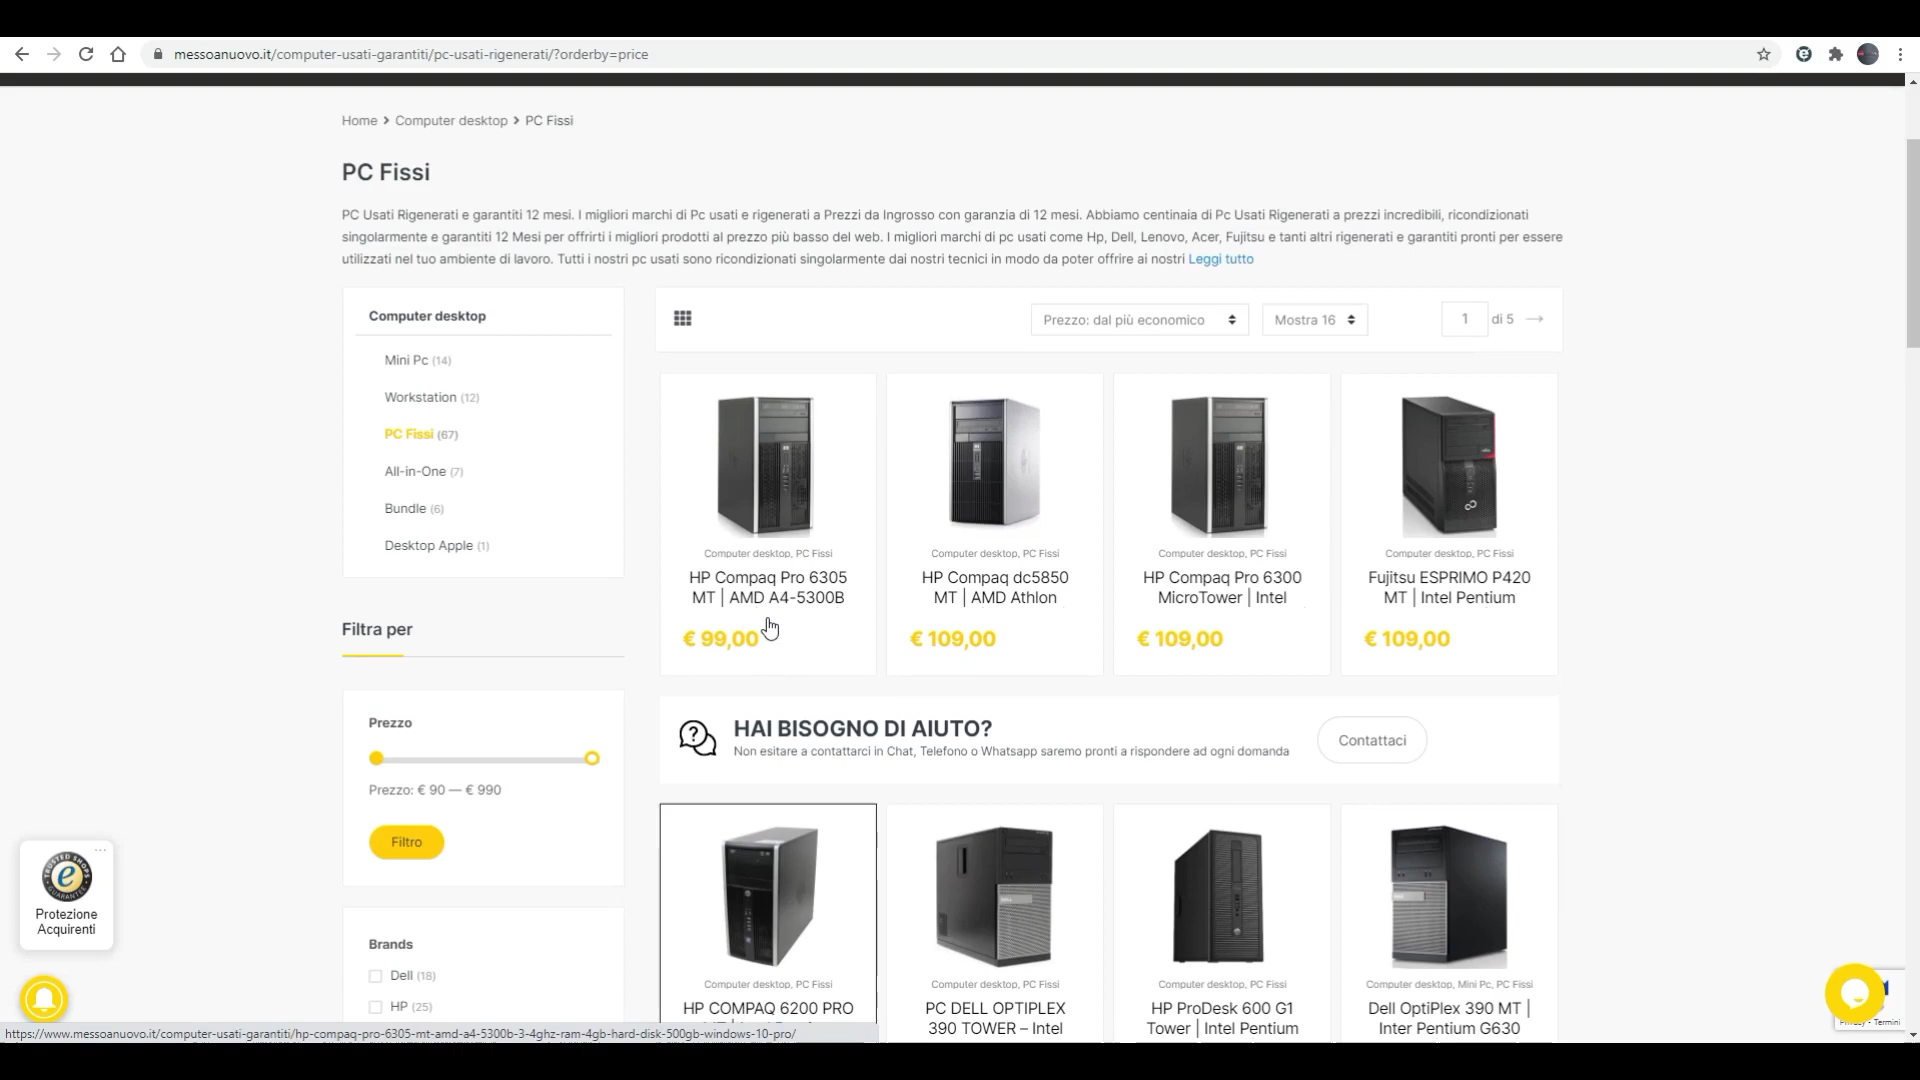 messoanuovo.it/computer-usati-garantiti/pc-usati-rigenerati/?orderby=price
Home > Computer desktop > PC Fissi
PC Fissi
PC Usati Rigenerati e garantiti 12 mesi. I migliori marchi di Pc usati e rigenerati a Prezzi da Ingrosso con garanzia di 12 mesi. Abbiamo centinaia di Pc Usati Rigenerati a prezzi incredibili, ricondizionati
singolarmente e garantiti 12 Mesi per offrirti i migliori prodotti al prezzo più basso del web. I migliori marchi di pc usati come Hp, Dell, Lenovo, Acer, Fujitsu e tanti altri rigenerati e garantiti pronti per essere
utilizzati nel tuo ambiente di lavoro. Tutti i nostri pc usati sono ricondizionati singolarmente dai nostri tecnici in modo da poter offrire ai nostri Leggi tutto
Computer desktop
Mini Pc (14)
Workstation (12)
PC Fissi (67)
All-in-One (7)
Bundle (6)
Desktop Apple (1)
Filtra per
Prezzo
Prezzo: € 90 — € 990
Filtro
Brands
Dell (18)
HP (25)
Prezzo: dal più economico
Mostra 16
1 di 5 →
Computer desktop, PC Fissi
HP Compaq Pro 6305
MT | AMD A4-5300B
€ 99,00
Computer desktop, PC Fissi
HP Compaq dc5850
MT | AMD Athlon
€ 109,00
Computer desktop, PC Fissi
HP Compaq Pro 6300
MicroTower | Intel
€ 109,00
Computer desktop, PC Fissi
Fujitsu ESPRIMO P420
MT | Intel Pentium
€ 109,00
HAI BISOGNO DI AIUTO?
Non esitare a contattarci in Chat, Telefono o Whatsapp saremo pronti a rispondere ad ogni domanda
Contattaci
Computer desktop, PC Fissi
HP COMPAQ 6200 PRO
Computer desktop, PC Fissi
PC DELL OPTIPLEX
390 TOWER – Intel
Computer desktop, PC Fissi
HP ProDesk 600 G1
Tower | Intel Pentium
Computer desktop, Mini Pc, PC Fissi
Dell OptiPlex 390 MT |
Inter Pentium G630
TRUSTED SHOPS
GUARANTEE
e
Protezione
Acquirenti
Privacy - Termini
https://www.messoanuovo.it/computer-usati-garantiti/hp-compaq-pro-6305-mt-amd-a4-5300b-3-4ghz-ram-4gb-hard-disk-500gb-windows-10-pro/